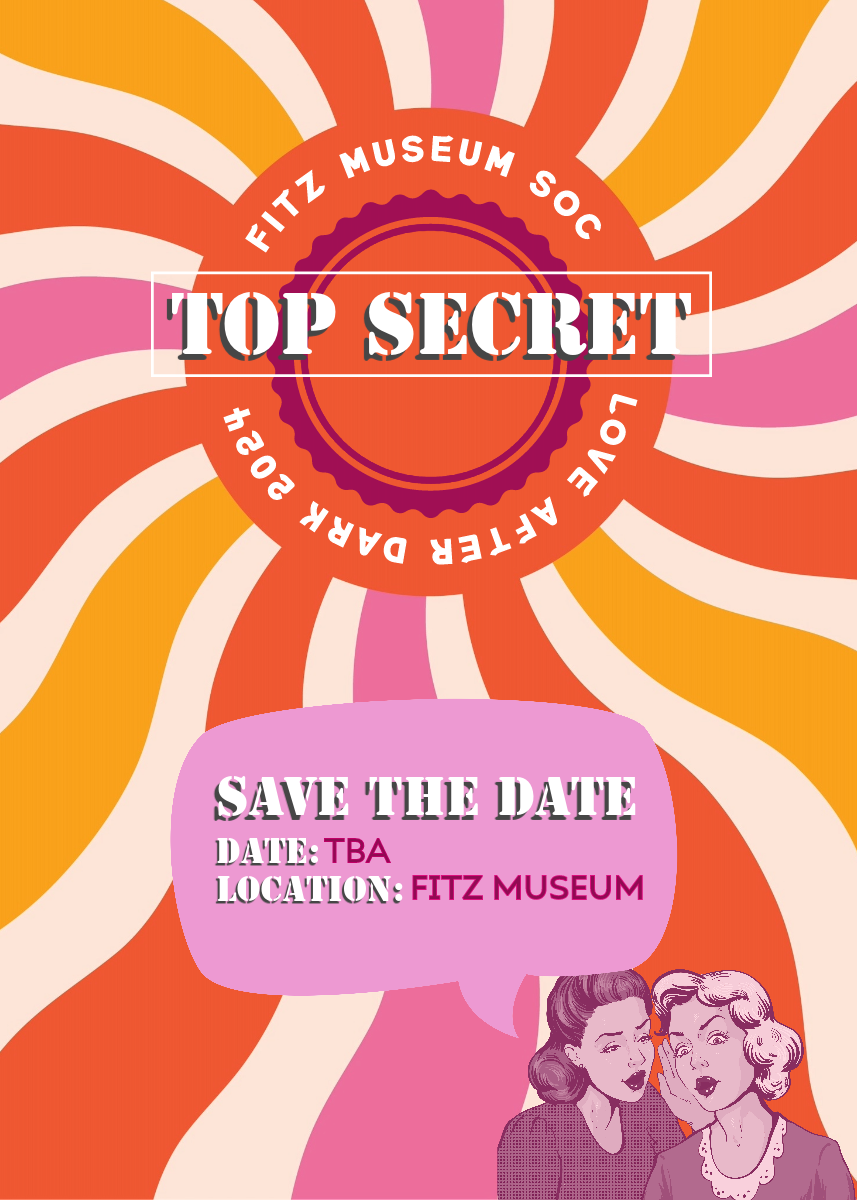 FITZ MUSEUM SOC
TOP SECRET
LOVE AFTER DARK 2024
SAVE THE DATE
DATE: TBA
LOCATION: FITZ MUSEUM